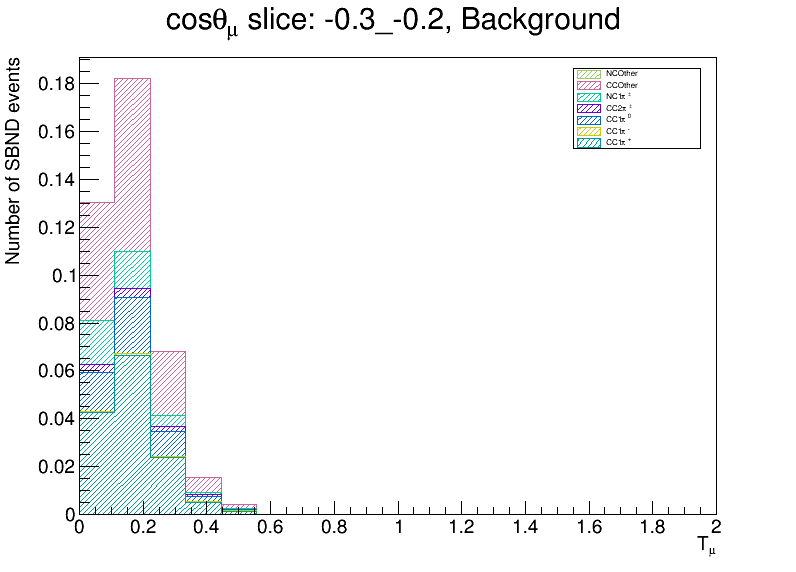 cosθμ slice: -0.3_-0.2, Background
Number of SBND events
0.18
0.16
0.14
0.12
0.1
0.08
0.06
0.04
0.02
0
NCOther
CCOther
NC1π ±
CC2π ±
CC1π 0
CC1π -
CC1π +
0 0.2 0.4 0.6 0.8 1 1.2 1.4 1.6 1.8 2
Tμ